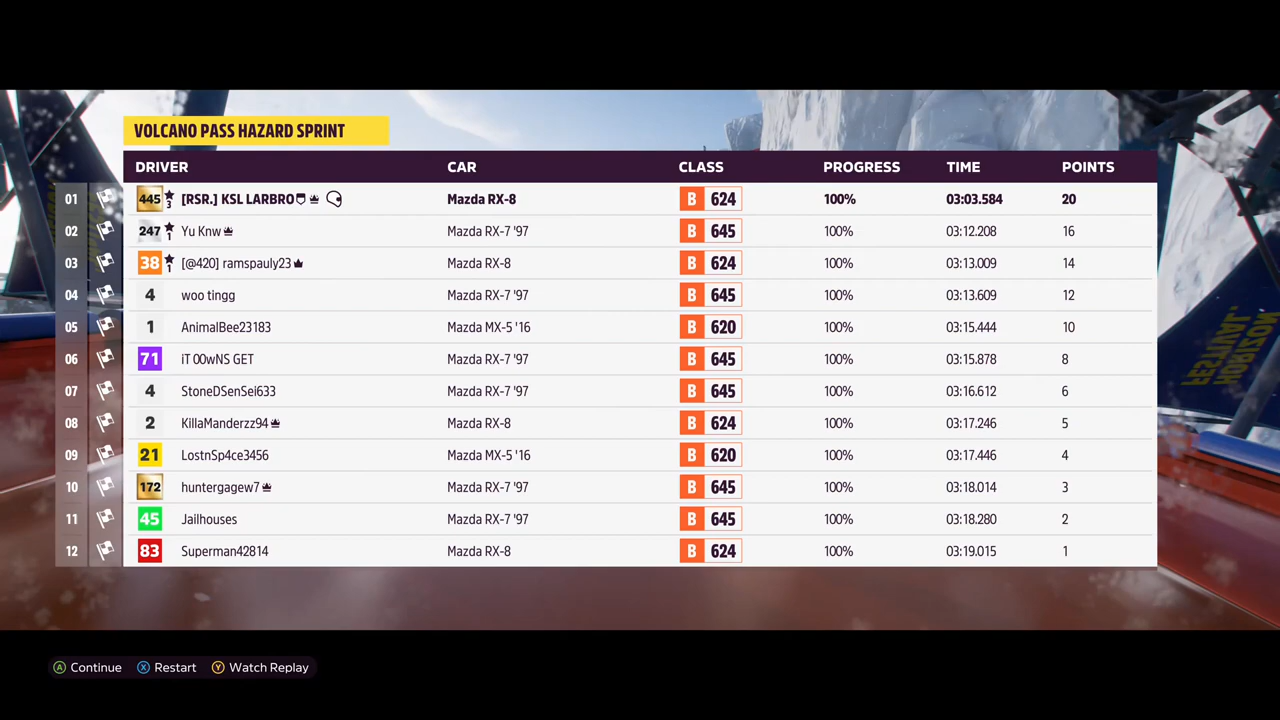 VOLCANO PASS HAZARD SPRINT
DRIVER CAR CLASS PROGRESS TIME POINTS
01 445 3 [RSR.] KSL LARBRO Mazda RX-8 B 624 100% 03:03.584 20
02 247 1 Yu Knw Mazda RX-7 '97 B 645 100% 03:12.208 16
03 38 1 [@420] ramspauly23 Mazda RX-8 B 624 100% 03:13.009 14
04 4 woo tingg Mazda RX-7 '97 B 645 100% 03:13.609 12
05 1 AnimalBee23183 Mazda MX-5 '16 B 620 100% 03:15.444 10
06 71 iT 00wNS GET Mazda RX-7 '97 B 645 100% 03:15.878 8
07 4 StoneDSenSei633 Mazda RX-7 '97 B 645 100% 03:16.612 6
08 2 KillaManderzz94 Mazda RX-8 B 624 100% 03:17.246 5
09 21 LostnSp4ce3456 Mazda MX-5 '16 B 620 100% 03:17.446 4
10 172 huntergagew7 Mazda RX-7 '97 B 645 100% 03:18.014 3
11 45 Jailhouses Mazda RX-7 '97 B 645 100% 03:18.280 2
12 83 Superman42814 Mazda RX-8 B 624 100% 03:19.015 1
HORIZON
FESTIVAL.
A Continue X Restart Y Watch Replay